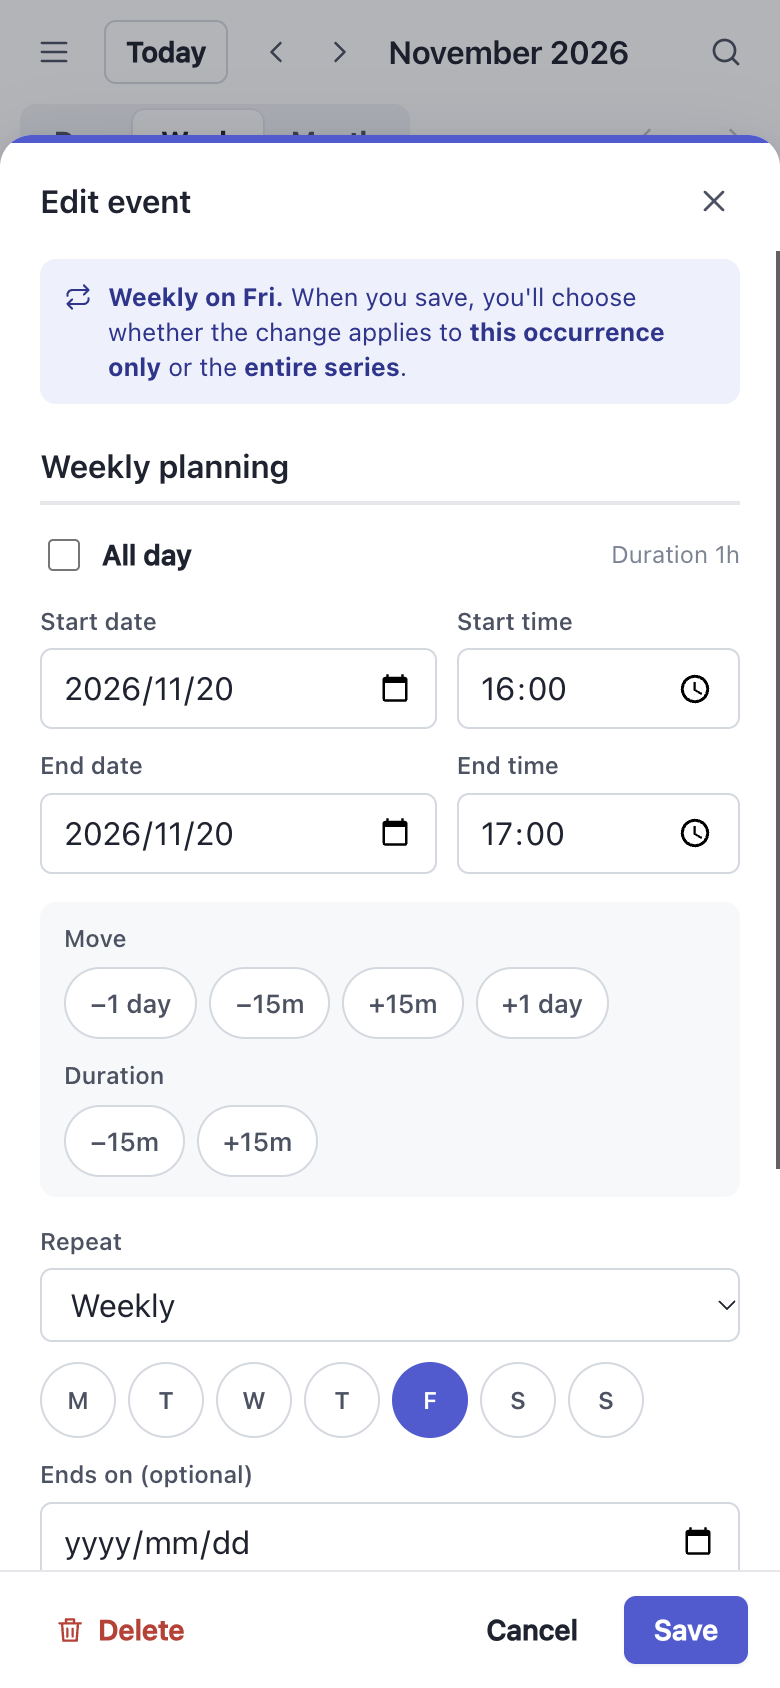 Today
November 2026
Edit event
Weekly on Fri. When you save, you'll choose
whether the change applies to this occurrence
only or the entire series.
Weekly planning
All day
Duration 1h
Start date
Start time
2026/11/20
16:00
End date
End time
2026/11/20
17:00
Move
−1 day
−15m
+15m
+1 day
Duration
−15m
+15m
Repeat
Weekly
M
T
W
T
F
S
S
Ends on (optional)
yyyy/mm/dd
Delete
Cancel
Save